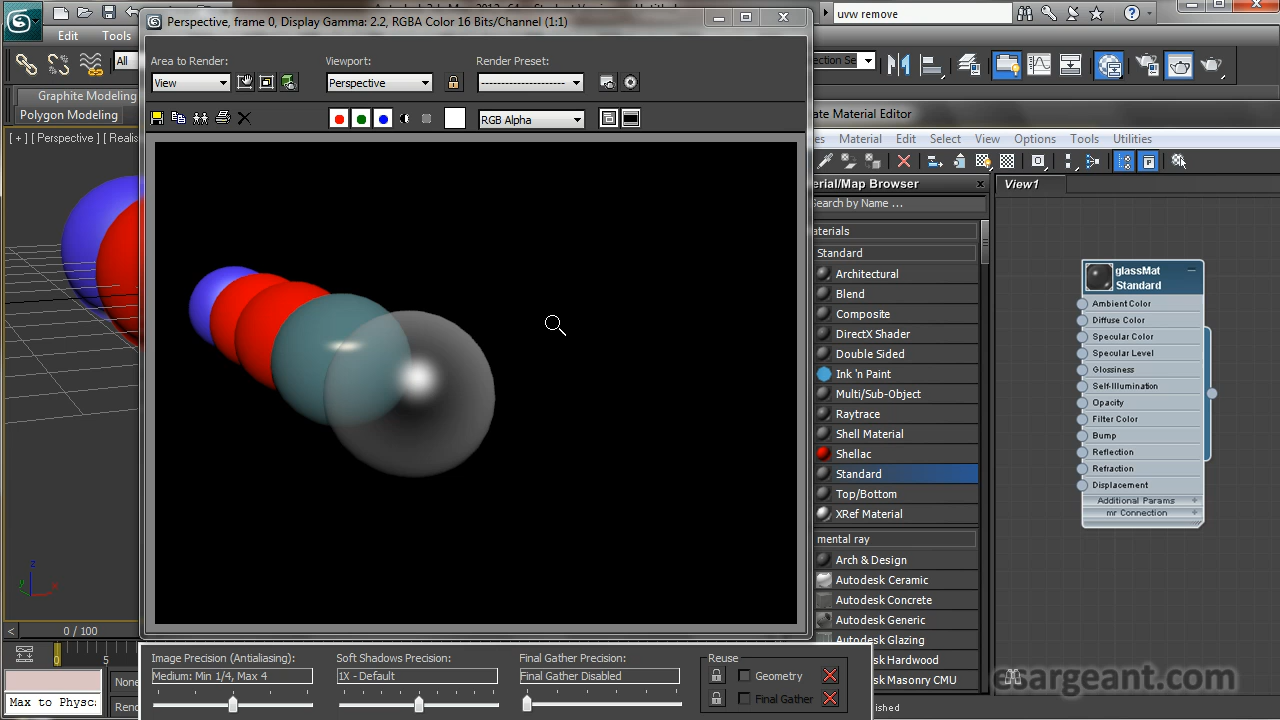 Perspective, frame 0, Display Gamma: 2.2, RGBA Color 16 Bits/Channel (1:1)
uvw remove
Edit
Tools
All
Area to Render:
Viewport:
Render Preset:
View
Perspective
RGB Alpha
Graphite Modeling
Polygon Modeling
[ + ] [ Perspective ] [ Realis
ection Se
ate Material Editor
es
Material
Edit
Select
View
Options
Tools
Utilities
erial/Map Browser
Search by Name ...
View1
aterials
Standard
Architectural
Blend
Composite
DirectX Shader
Double Sided
Ink 'n Paint
Multi/Sub-Object
Raytrace
Shell Material
Shellac
Standard
Top/Bottom
XRef Material
mental ray
Arch & Design
Autodesk Ceramic
Autodesk Concrete
Autodesk Generic
Autodesk Glazing
k Hardwood
k Masonry CMU
glassMat
Standard
Ambient Color
Diffuse Color
Specular Color
Specular Level
Glossiness
Self-Illumination
Opacity
Filter Color
Bump
Reflection
Refraction
Displacement
Additional Params
mr Connection
z
y
x
0 / 100
0
5
Max to Physc
None
Rend
Image Precision (Antialiasing):
Medium: Min 1/4, Max 4
Soft Shadows Precision:
1X - Default
Final Gather Precision:
Final Gather Disabled
Reuse
Geometry
Final Gather
esargeant.com
ished